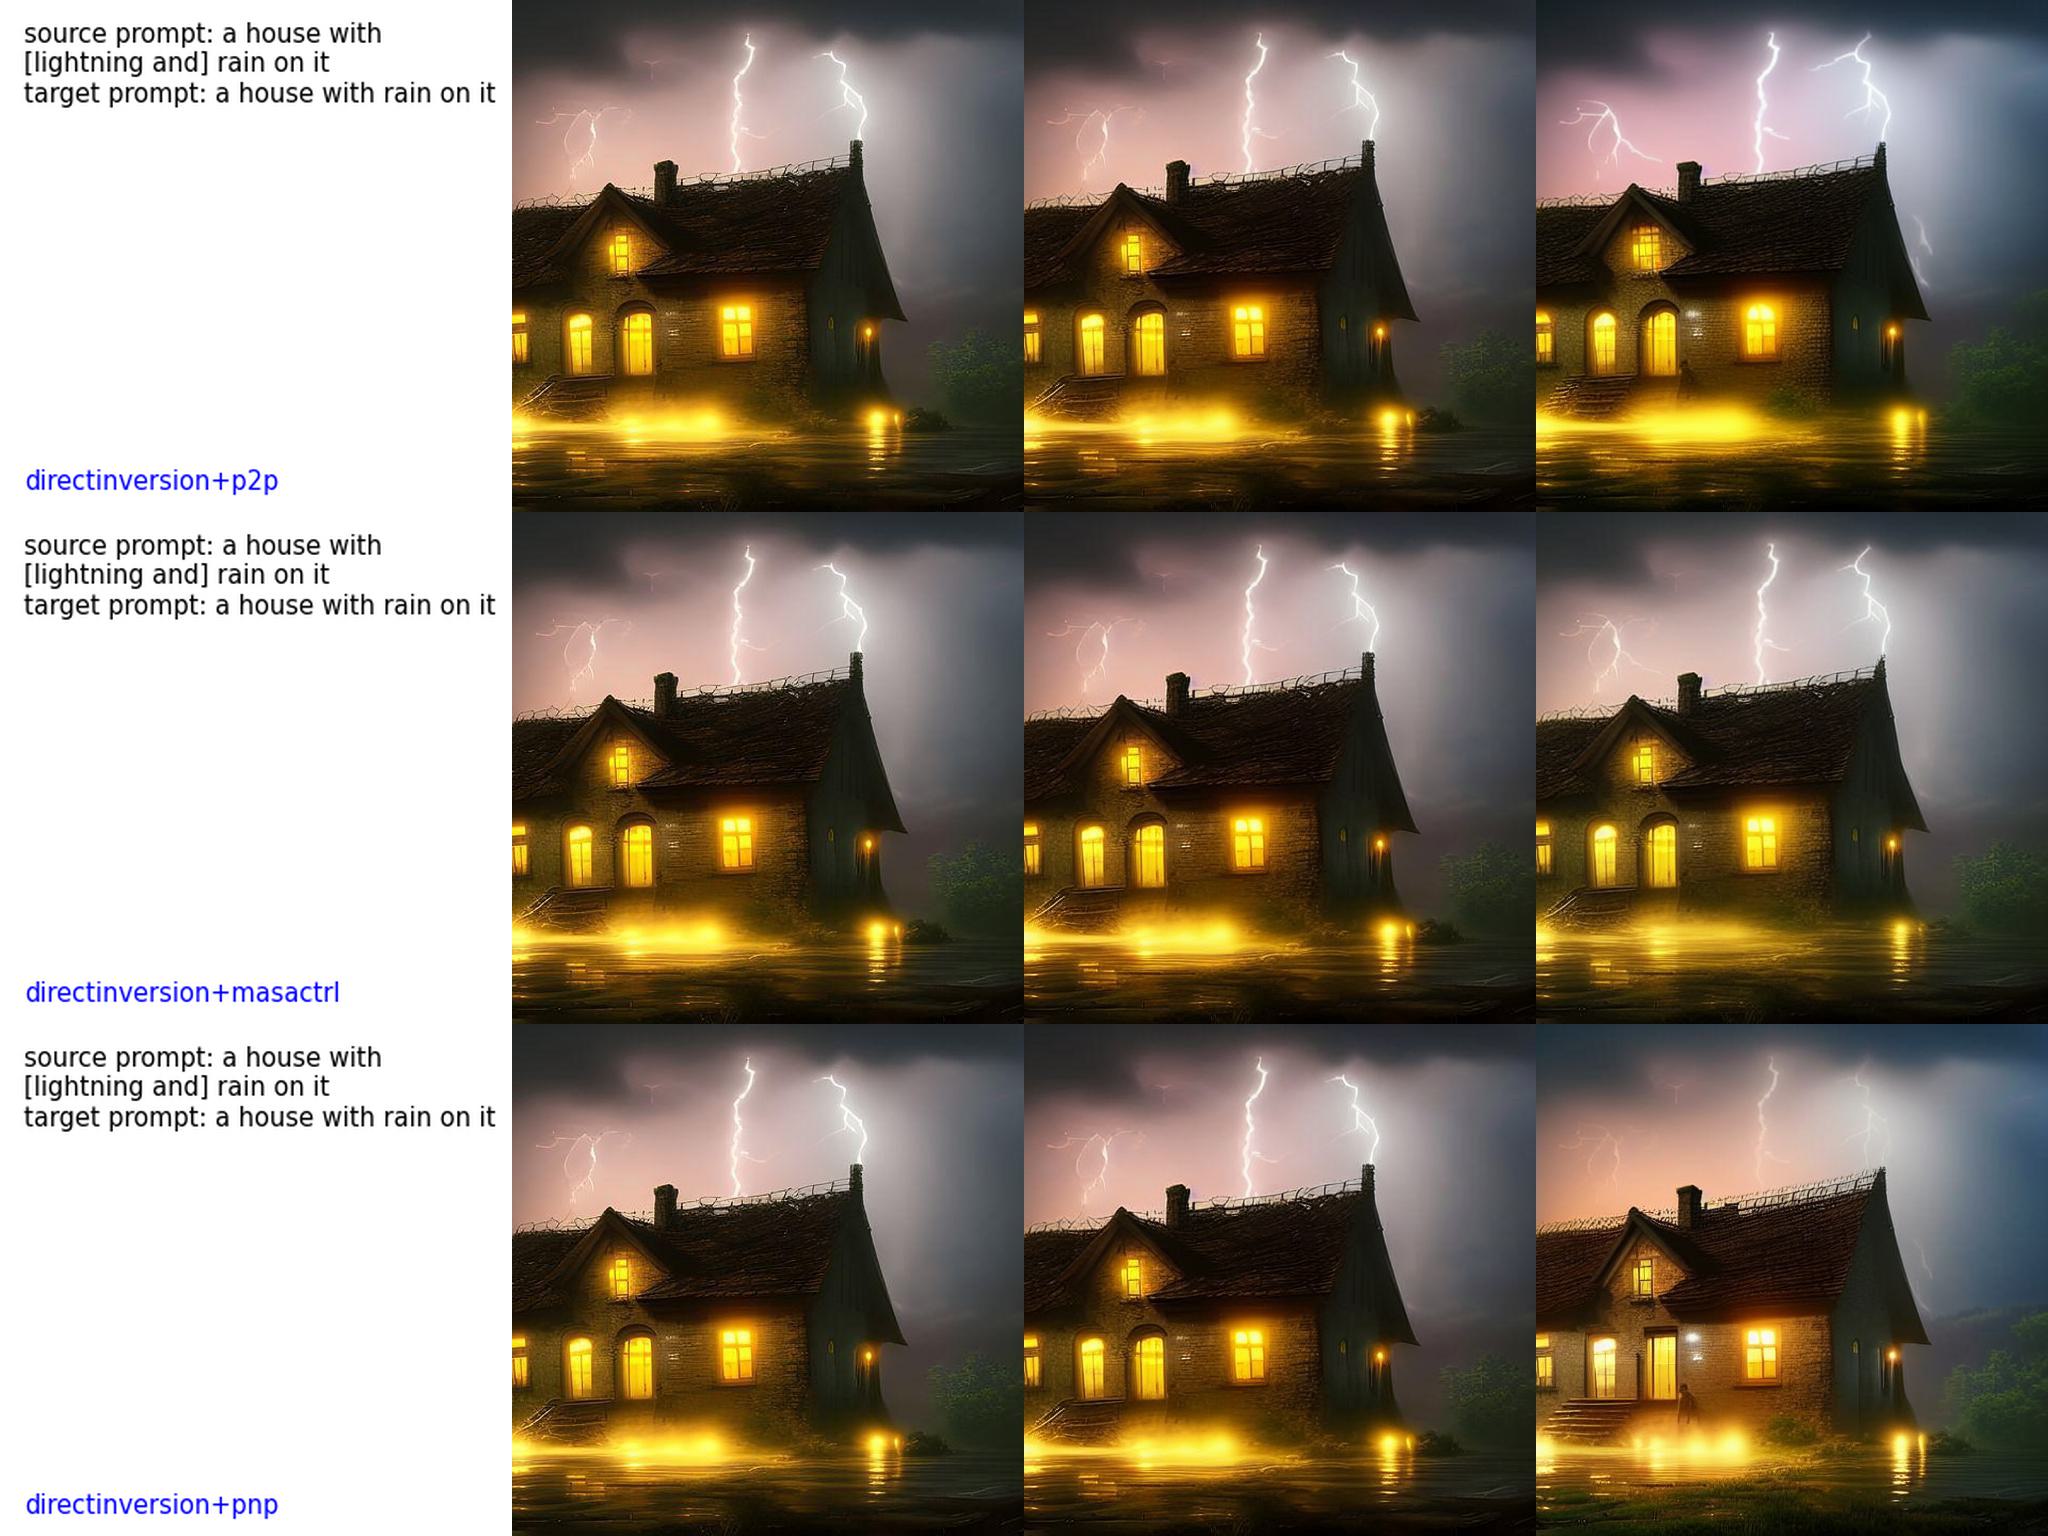 source prompt: a house with
[lightning and] rain on it
target prompt: a house with rain on it
directinversion+p2p
source prompt: a house with
[lightning and] rain on it
target prompt: a house with rain on it
directinversion+masactrl
source prompt: a house with
[lightning and] rain on it
target prompt: a house with rain on it
directinversion+pnp